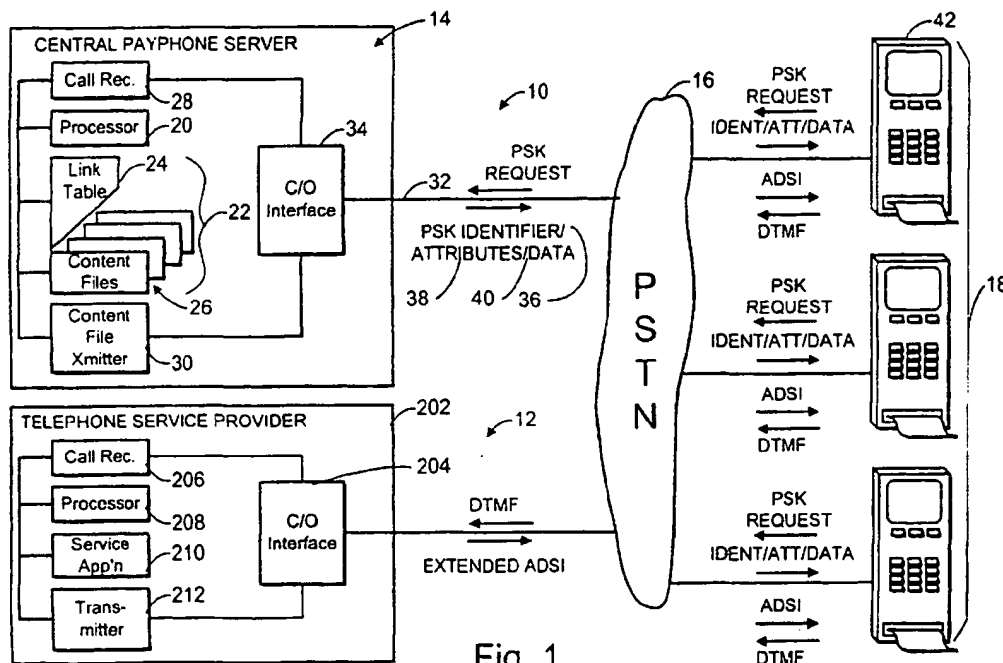 CENTRAL PAYPHONE SERVER
14
Call Rec.
28
Processor
20
Link
Table
24
22
Content
Files
26
Content
File
Xmitter
30
34
C/O
Interface
32
10
PSK
REQUEST
PSK IDENTIFIER/
ATTRIBUTES/DATA
38
40
36
16
PSTN
PSK
REQUEST
IDENT/ATT/DATA
ADSI
DTMF
42
PSK
REQUEST
IDENT/ATT/DATA
ADSI
DTMF
18
PSK
REQUEST
IDENT/ATT/DATA
ADSI
DTMF
TELEPHONE SERVICE PROVIDER
202
Call Rec.
206
Processor
208
Service
App'n
210
Trans-
mitter
212
204
C/O
Interface
12
DTMF
EXTENDED ADSI
Fig. 1